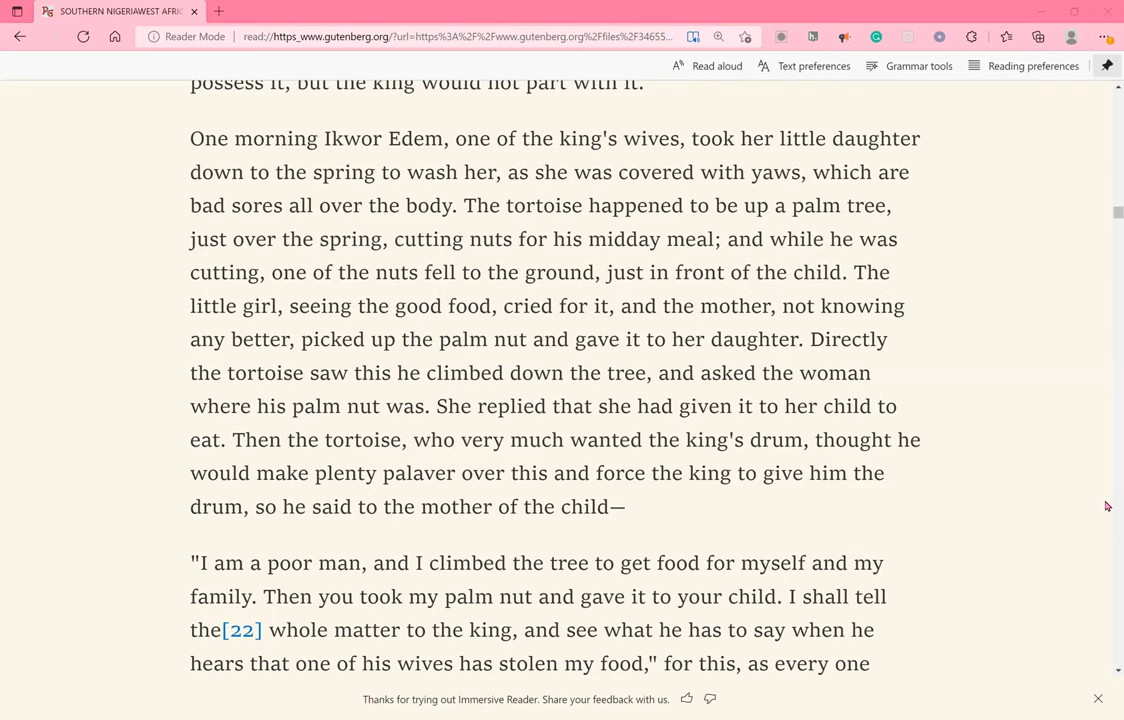 SOUTHERN NIGERIAWEST AFRIC
Reader Mode
read://https_www.gutenberg.org/?url=https%3A%2F%2Fwww.gutenberg.org%2Ffiles%2F34655...
Read aloud
Text preferences
Grammar tools
Reading preferences
possess it, but the king would not part with it.
One morning Ikwor Edem, one of the king's wives, took her little daughter
down to the spring to wash her, as she was covered with yaws, which are
bad sores all over the body. The tortoise happened to be up a palm tree,
just over the spring, cutting nuts for his midday meal; and while he was
cutting, one of the nuts fell to the ground, just in front of the child. The
little girl, seeing the good food, cried for it, and the mother, not knowing
any better, picked up the palm nut and gave it to her daughter. Directly
the tortoise saw this he climbed down the tree, and asked the woman
where his palm nut was. She replied that she had given it to her child to
eat. Then the tortoise, who very much wanted the king's drum, thought he
would make plenty palaver over this and force the king to give him the
drum, so he said to the mother of the child—
"I am a poor man, and I climbed the tree to get food for myself and my
family. Then you took my palm nut and gave it to your child. I shall tell
the[22] whole matter to the king, and see what he has to say when he
hears that one of his wives has stolen my food," for this, as every one
Thanks for trying out Immersive Reader. Share your feedback with us.